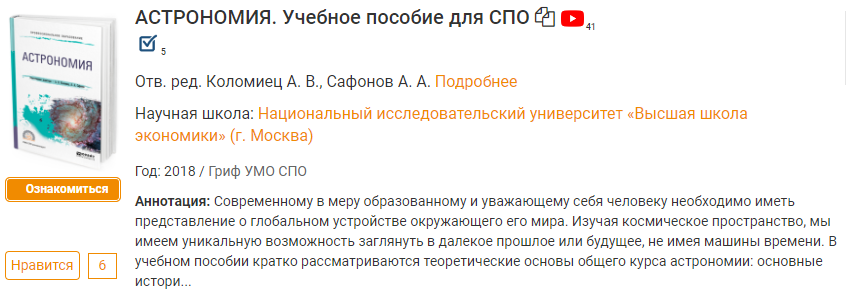 АСТРОНОМИЯ. Учебное пособие для СПО
41
5
АСТРОНОМИЯ
Отв. ред. Коломиец А. В., Сафонов А. А. Подробнее
Научная школа: Национальный исследовательский университет «Высшая школа
экономики» (г. Москва)
Год: 2018 / Гриф УМО СПО
Ознакомиться
Аннотация: Современному в меру образованному и уважающему себя человеку необходимо иметь
представление о глобальном устройстве окружающего его мира. Изучая космическое пространство, мы
имеем уникальную возможность заглянуть в далекое прошлое или будущее, не имея машины времени. В
учебном пособии кратко рассматриваются теоретические основы общего курса астрономии: основные
истори...
Нравится 6